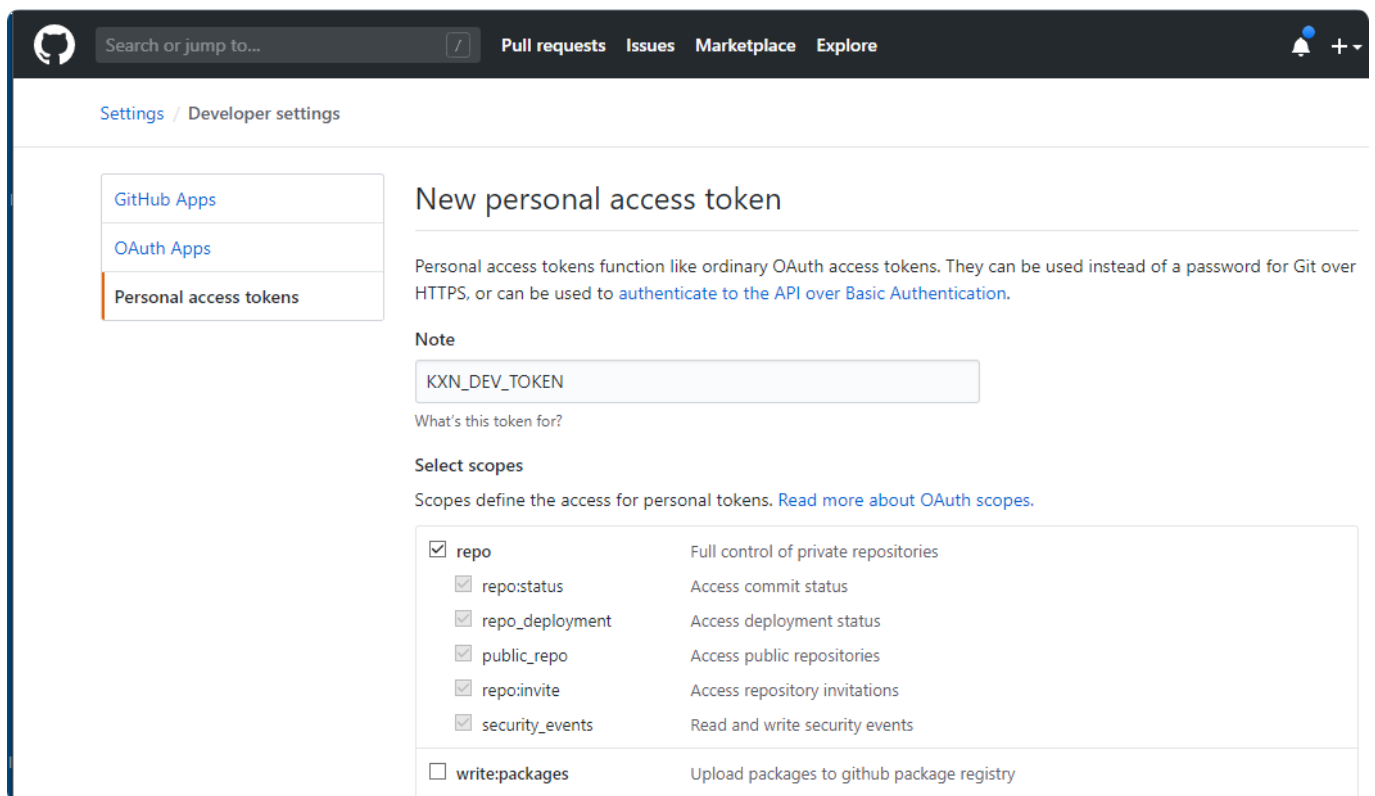 Search or jump to... /
Pull requests Issues Marketplace Explore
Settings / Developer settings
GitHub Apps
OAuth Apps
Personal access tokens
New personal access token
Personal access tokens function like ordinary OAuth access tokens. They can be used instead of a password for Git over
HTTPS, or can be used to authenticate to the API over Basic Authentication.
Note
KXN_DEV_TOKEN
What's this token for?
Select scopes
Scopes define the access for personal tokens. Read more about OAuth scopes.
repo Full control of private repositories
repo:status Access commit status
repo_deployment Access deployment status
public_repo Access public repositories
repo:invite Access repository invitations
security_events Read and write security events
write:packages Upload packages to github package registry